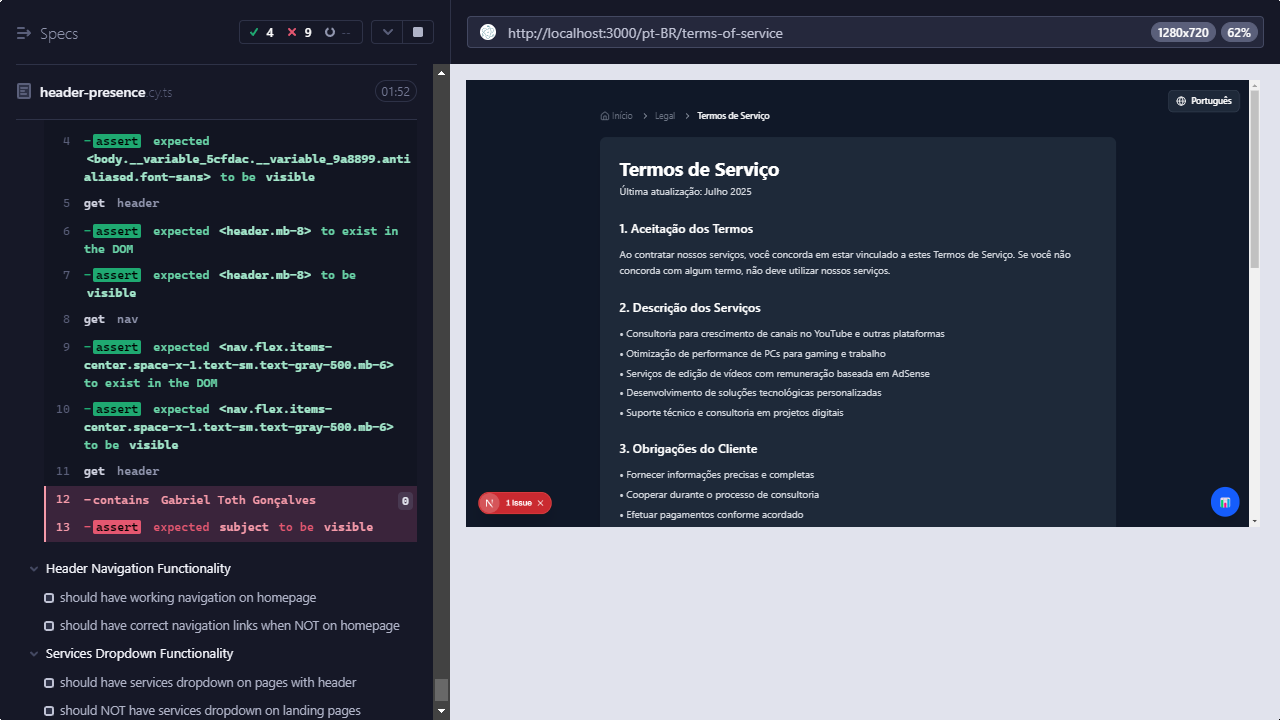 Specs
4
9
--
header-presence.cy.ts
01:52
4 -assert expected
<body.__variable_5cfdac.__variable_9a8899.anti
aliased.font-sans> to be visible
5 get header
6 -assert expected <header.mb-8> to exist in
the DOM
7 -assert expected <header.mb-8> to be
visible
8 get nav
9 -assert expected <nav.flex.items-
center.space-x-1.text-sm.text-gray-500.mb-6>
to exist in the DOM
10 -assert expected <nav.flex.items-
center.space-x-1.text-sm.text-gray-500.mb-6>
to be visible
11 get header
12 -contains Gabriel Toth Gonçalves 0
13 -assert expected subject to be visible
Header Navigation Functionality
should have working navigation on homepage
should have correct navigation links when NOT on homepage
Services Dropdown Functionality
should have services dropdown on pages with header
should NOT have services dropdown on landing pages
http://localhost:3000/pt-BR/terms-of-service
1280x720
62%
Português
Início > Legal > Termos de Serviço
Termos de Serviço
Última atualização: Julho 2025
1. Aceitação dos Termos
Ao contratar nossos serviços, você concorda em estar vinculado a estes Termos de Serviço. Se você não
concorda com algum termo, não deve utilizar nossos serviços.
2. Descrição dos Serviços
• Consultoria para crescimento de canais no YouTube e outras plataformas
• Otimização de performance de PCs para gaming e trabalho
• Serviços de edição de vídeos com remuneração baseada em AdSense
• Desenvolvimento de soluções tecnológicas personalizadas
• Suporte técnico e consultoria em projetos digitais
3. Obrigações do Cliente
• Fornecer informações precisas e completas
• Cooperar durante o processo de consultoria
• Efetuar pagamentos conforme acordado
N 1 Issue ×